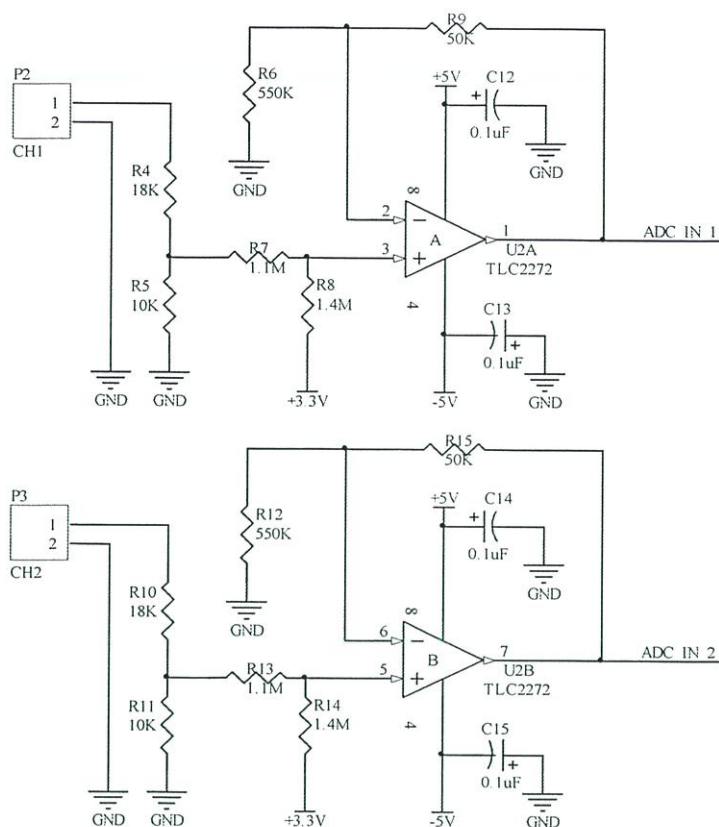 R9
50K
P2
1
2
CH1
R6
550K
GND
+5V
C12
0.1uF
GND
R4
18K
8
2
3
A
1
U2A
TLC2272
ADC IN 1
R7
1.1M
R8
1.4M
R5
10K
4
C13
0.1uF
GND
GND
GND
+3.3V
-5V
R15
50K
P3
1
2
CH2
R12
550K
GND
+5V
C14
0.1uF
GND
R10
18K
8
6
5
B
7
U2B
TLC2272
ADC IN 2
R13
1.1M
R14
1.4M
R11
10K
4
C15
0.1uF
GND
GND
GND
+3.3V
-5V